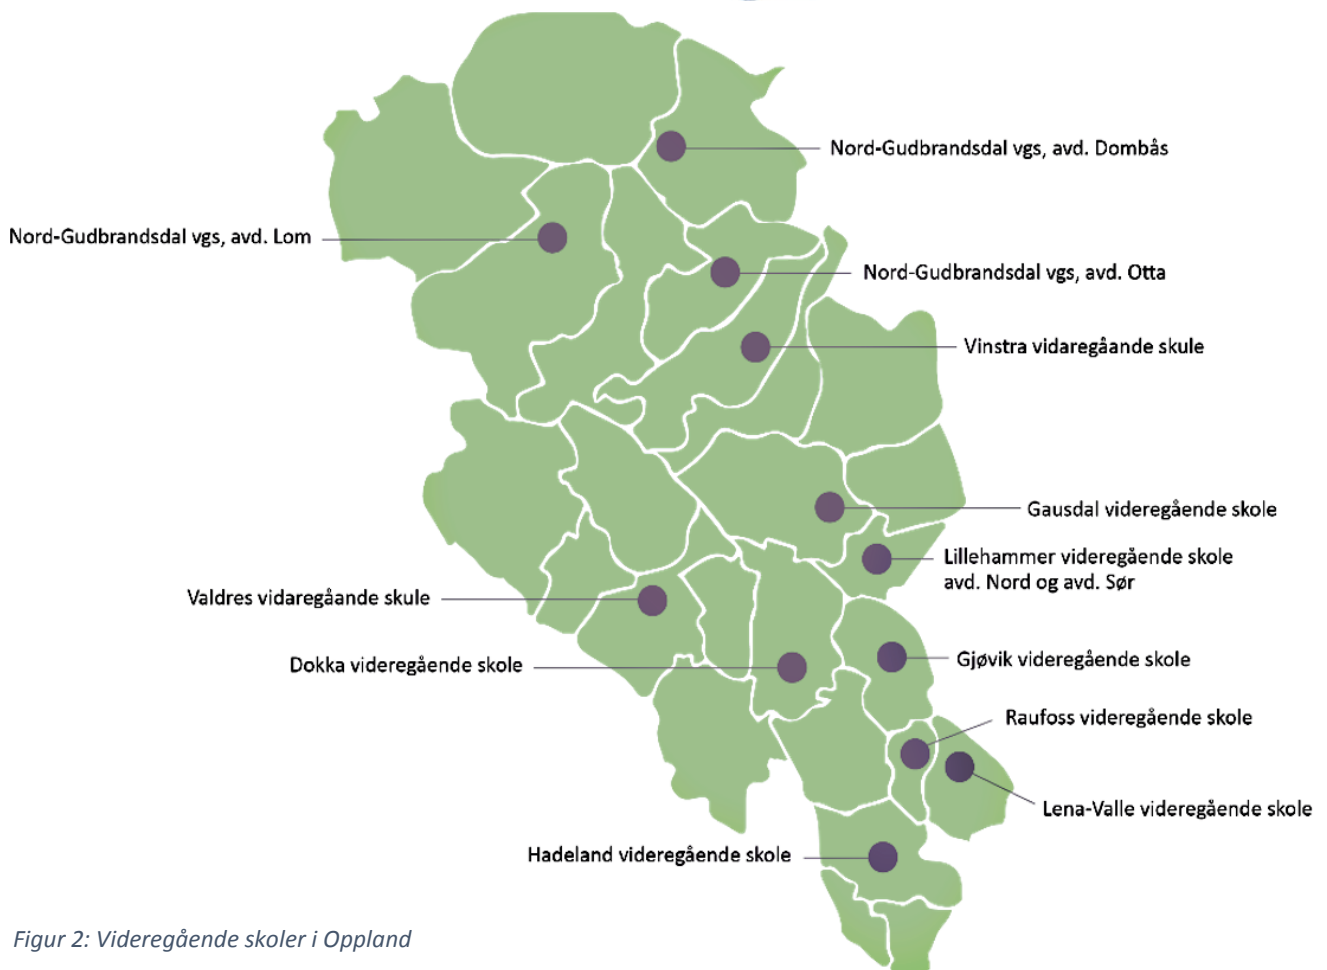 Nord-Gudbrandsdal vgs, avd. Dombås
Nord-Gudbrandsdal vgs, avd. Lom
Nord-Gudbrandsdal vgs, avd. Otta
Vinstra vidaregåande skule
Gausdal videregående skole
Lillehammer videregående skole
avd. Nord og avd. Sør
Valdres vidaregåande skule
Dokka videregående skole
Gjøvik videregående skole
Raufoss videregående skole
Lena-Valle videregående skole
Hadeland videregående skole
Figur 2: Videregående skoler i Oppland